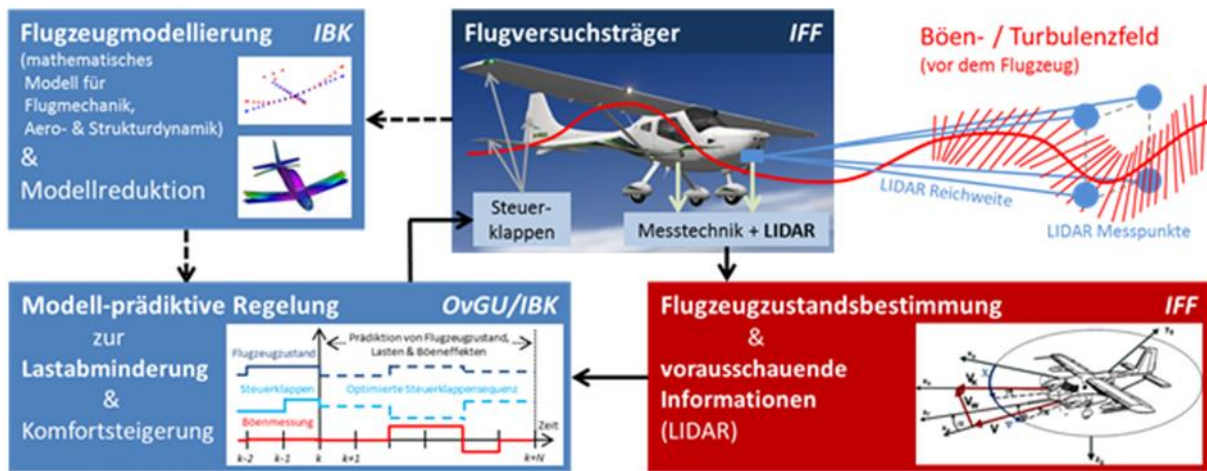 Flugzeugmodellierung IBK
(mathematisches
Modell für
Flugmechanik,
Aero- & Strukturdynamik)
&
Modellreduktion
Flugversuchsträger IFF
Steuer-
klappen
Messtechnik + LIDAR
Böen- / Turbulenzfeld
(vor dem Flugzeug)
LIDAR Reichweite
LIDAR Messpunkte
Modell-prädiktive Regelung OvGU/IBK
zur
Lastabminderung
&
Komfortsteigerung
Prädiktion von Flugzeugzustand,
Lasten & Böeneffekten
Flugzeugzustand
Steuerklappen
Optimierte Steuerklappensequenz
Böenmessung
Zeit
k-2 k-1 k k+1 k+N
Flugzeugzustandsbestimmung IFF
&
vorausschauende
Informationen
(LIDAR)